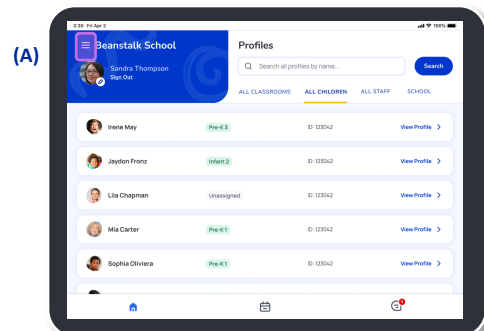 (A)
2:30 Fri Apr 2
100%
Beanstalk School
Sandra Thompson
Sign Out
Profiles
Search all profiles by name...
Search
ALL CLASSROOMS ALL CHILDREN ALL STAFF SCHOOL
Irene May Pre-K 3 ID: 123042 View Profile
Jaydon Fronz Infant 2 ID: 123042 View Profile
Lila Chapman Unassigned ID: 123042 View Profile
Mia Carter Pre-K 1 ID: 123042 View Profile
Sophia Oliviera Pre-K 1 ID: 123042 View Profile